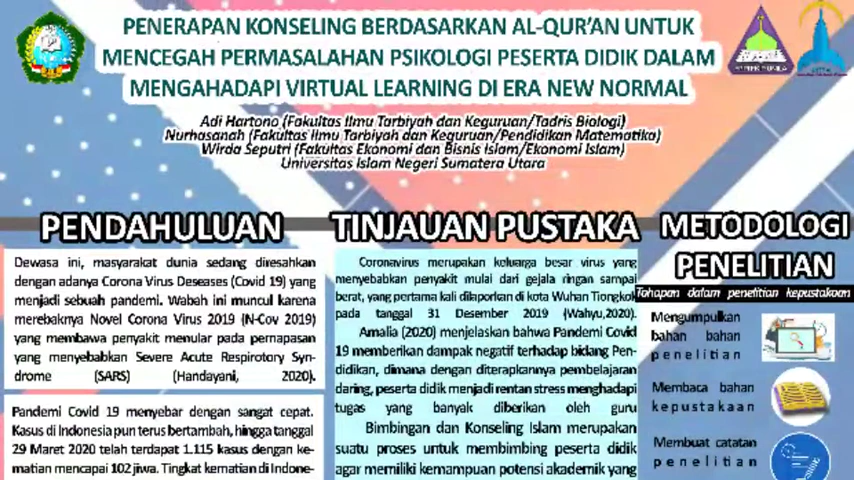 PENERAPAN KONSELING BERDASARKAN AL-QUR'AN UNTUK
MENCEGAH PERMASALAHAN PSIKOLOGI PESERTA DIDIK DALAM
MENGAHADAPI VIRTUAL LEARNING DI ERA NEW NORMAL
Adi Hartono (Fakultas Ilmu Tarbiyah dan Keguruan/Tadris Biologi)
Nurhasanah (Fakultas Ilmu Tarbiyah dan Keguruan/Pendidikan Matematika)
Wirda Seputri (Fakultas Ekonomi dan Bisnis Islam/Ekonomi Islam)
Universitas Islam Negeri Sumatera Utara
PENDAHULUAN
Dewasa ini, masyarakat dunia sedang diresahkan
dengan adanya Corona Virus Deseases (Covid 19) yang
menjadi sebuah pandemi. Wabah ini muncul karena
merebaknya Novel Corona Virus 2019 (N-Cov 2019)
yang membawa penyakit menular pada pernapasan
yang menyebabkan Severe Acute Respirotory Syn-
drome (SARS) (Handayani, 2020).
Pandemi Covid 19 menyebar dengan sangat cepat.
Kasus di Indonesia pun terus bertambah, hingga tanggal
29 Maret 2020 telah terdapat 1.115 kasus dengan ke-
matian mencapai 102 jiwa. Tingkat kematian di Indone-
TINJAUAN PUSTAKA
Coronavirus merupakan keluarga besar virus yang
menyebabkan penyakit mulai dari gejala ringan sampai
berat, yang pertama kali dilaporkan di kota Wuhan Tiongkok
pada tanggal 31 Desember 2019 (Wahyu,2020).
Amalia (2020) menjelaskan bahwa Pandemi Covid
19 memberikan dampak negatif terhadap bidang Pen-
didikan, dimana dengan diterapkannya pembelajaran
daring, peserta didik menjadi rentan stress menghadapi
tugas yang banyak diberikan oleh guru
Bimbingan dan Konseling Islam merupakan
suatu proses untuk membimbing peserta didik
agar memiliki kemampuan potensi akademik yang
METODOLOGI
PENELITIAN
Tahapan dalam penelitian kepustakaan
Mengumpulkan
bahan bahan
penelitian
Membaca bahan
kepustakaan
Membuat catatan
penelitian